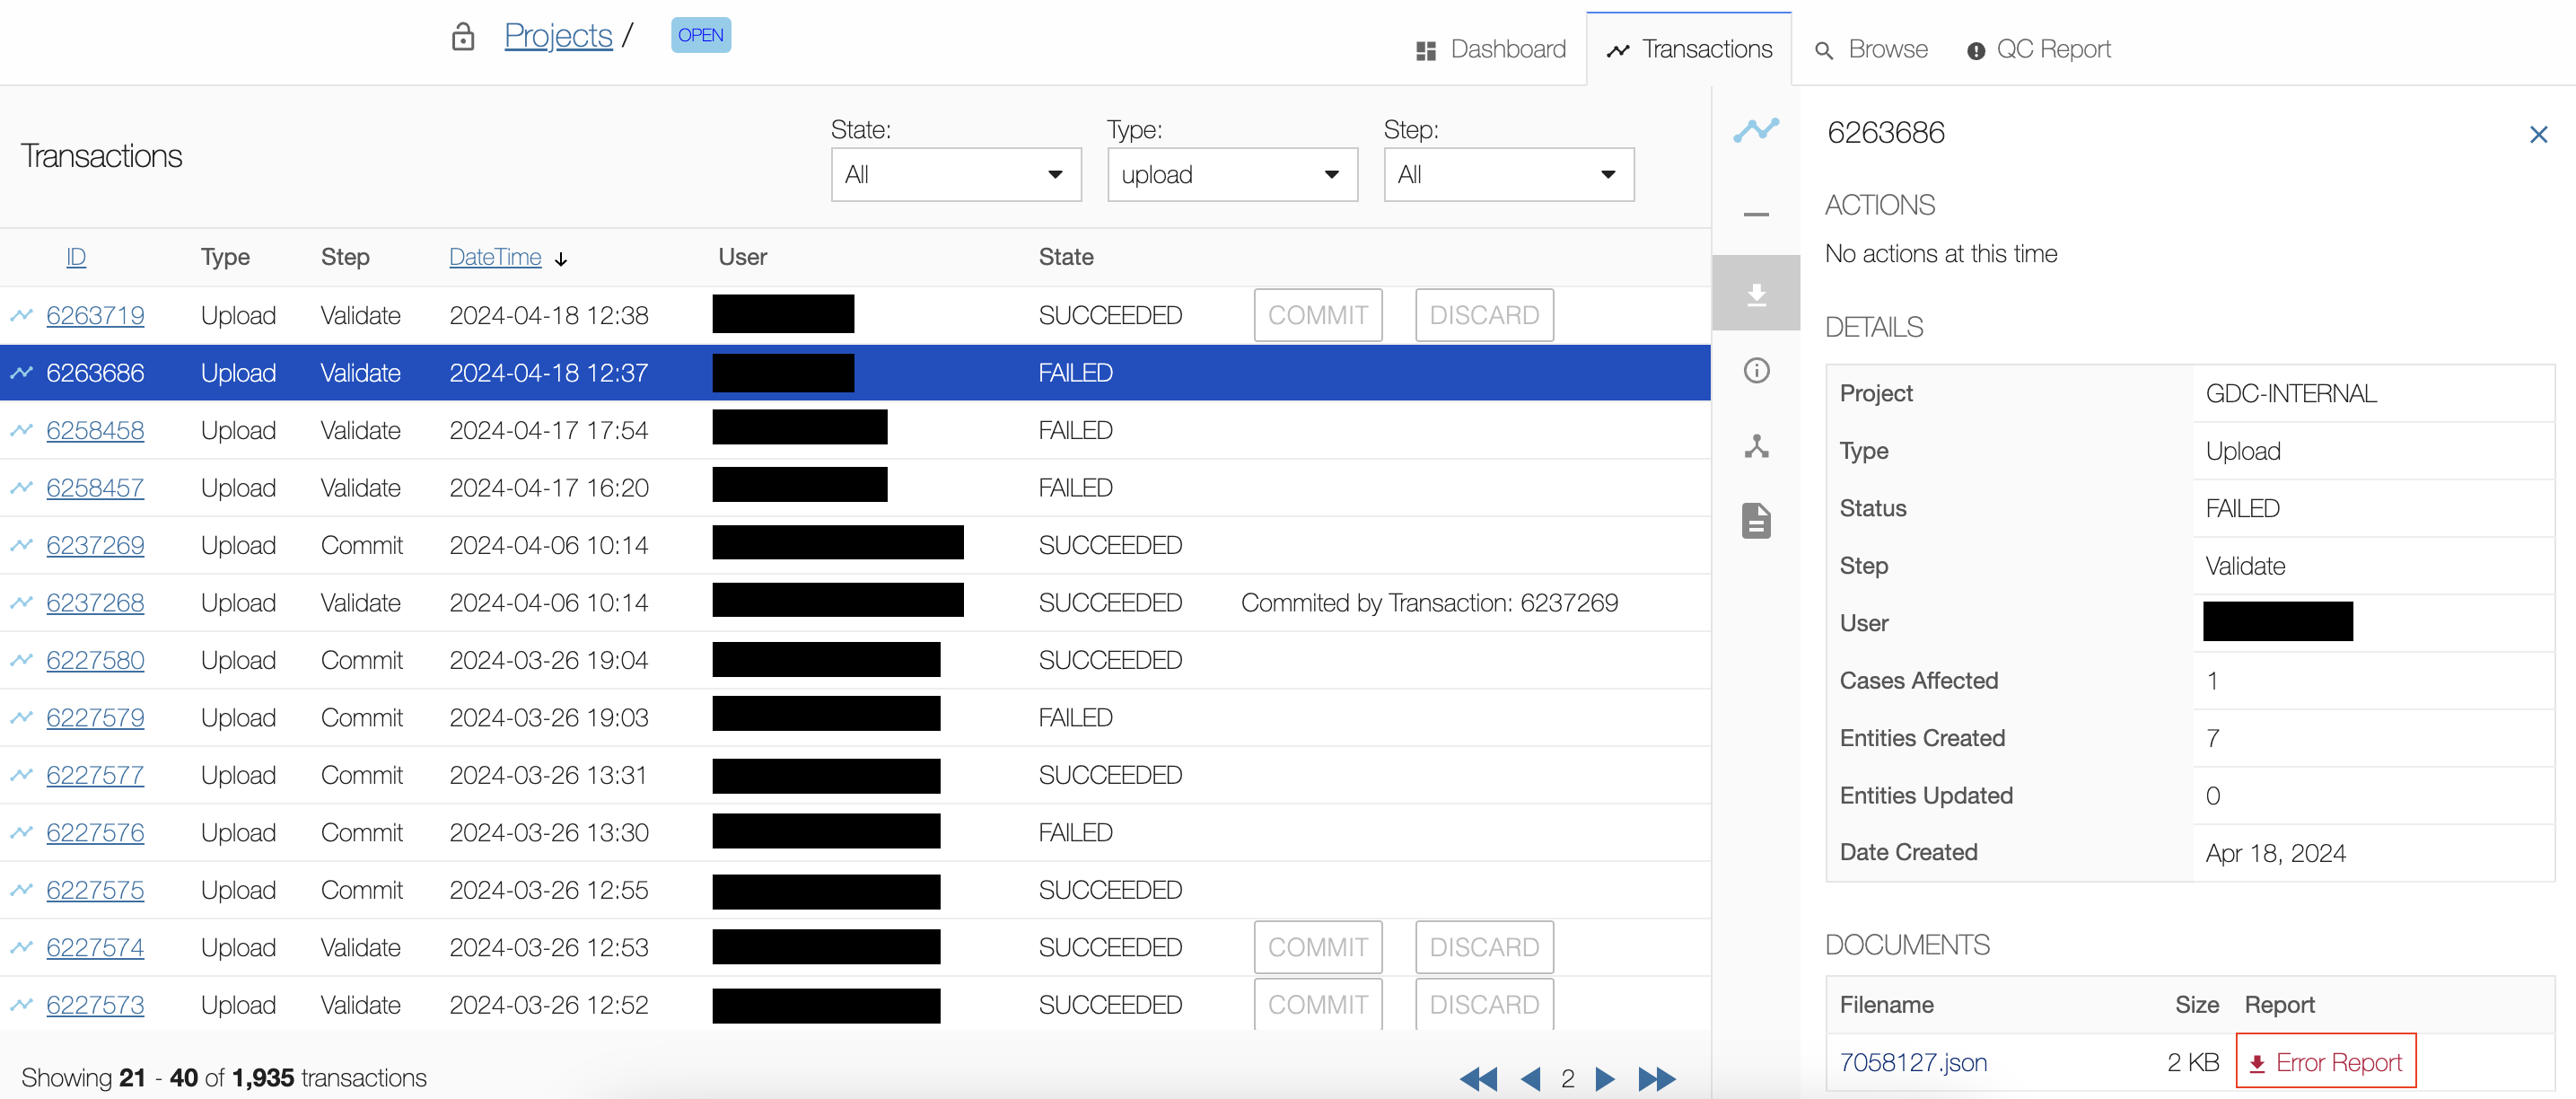 Projects / OPEN
Dashboard Transactions Browse QC Report
Transactions
State: Type: Step:
All upload All
ID Type Step DateTime User State
6263719 Upload Validate 2024-04-18 12:38 SUCCEEDED COMMIT DISCARD
6263686 Upload Validate 2024-04-18 12:37 FAILED
6258458 Upload Validate 2024-04-17 17:54 FAILED
6258457 Upload Validate 2024-04-17 16:20 FAILED
6237269 Upload Commit 2024-04-06 10:14 SUCCEEDED
6237268 Upload Validate 2024-04-06 10:14 SUCCEEDED Commited by Transaction: 6237269
6227580 Upload Commit 2024-03-26 19:04 SUCCEEDED
6227579 Upload Commit 2024-03-26 19:03 FAILED
6227577 Upload Commit 2024-03-26 13:31 SUCCEEDED
6227576 Upload Commit 2024-03-26 13:30 FAILED
6227575 Upload Commit 2024-03-26 12:55 SUCCEEDED
6227574 Upload Validate 2024-03-26 12:53 SUCCEEDED COMMIT DISCARD
6227573 Upload Validate 2024-03-26 12:52 SUCCEEDED COMMIT DISCARD
Showing 21 - 40 of 1,935 transactions
2
6263686
ACTIONS
No actions at this time
DETAILS
Project GDC-INTERNAL
Type Upload
Status FAILED
Step Validate
User
Cases Affected 1
Entities Created 7
Entities Updated 0
Date Created Apr 18, 2024
DOCUMENTS
Filename Size Report
7058127.json 2 KB Error Report